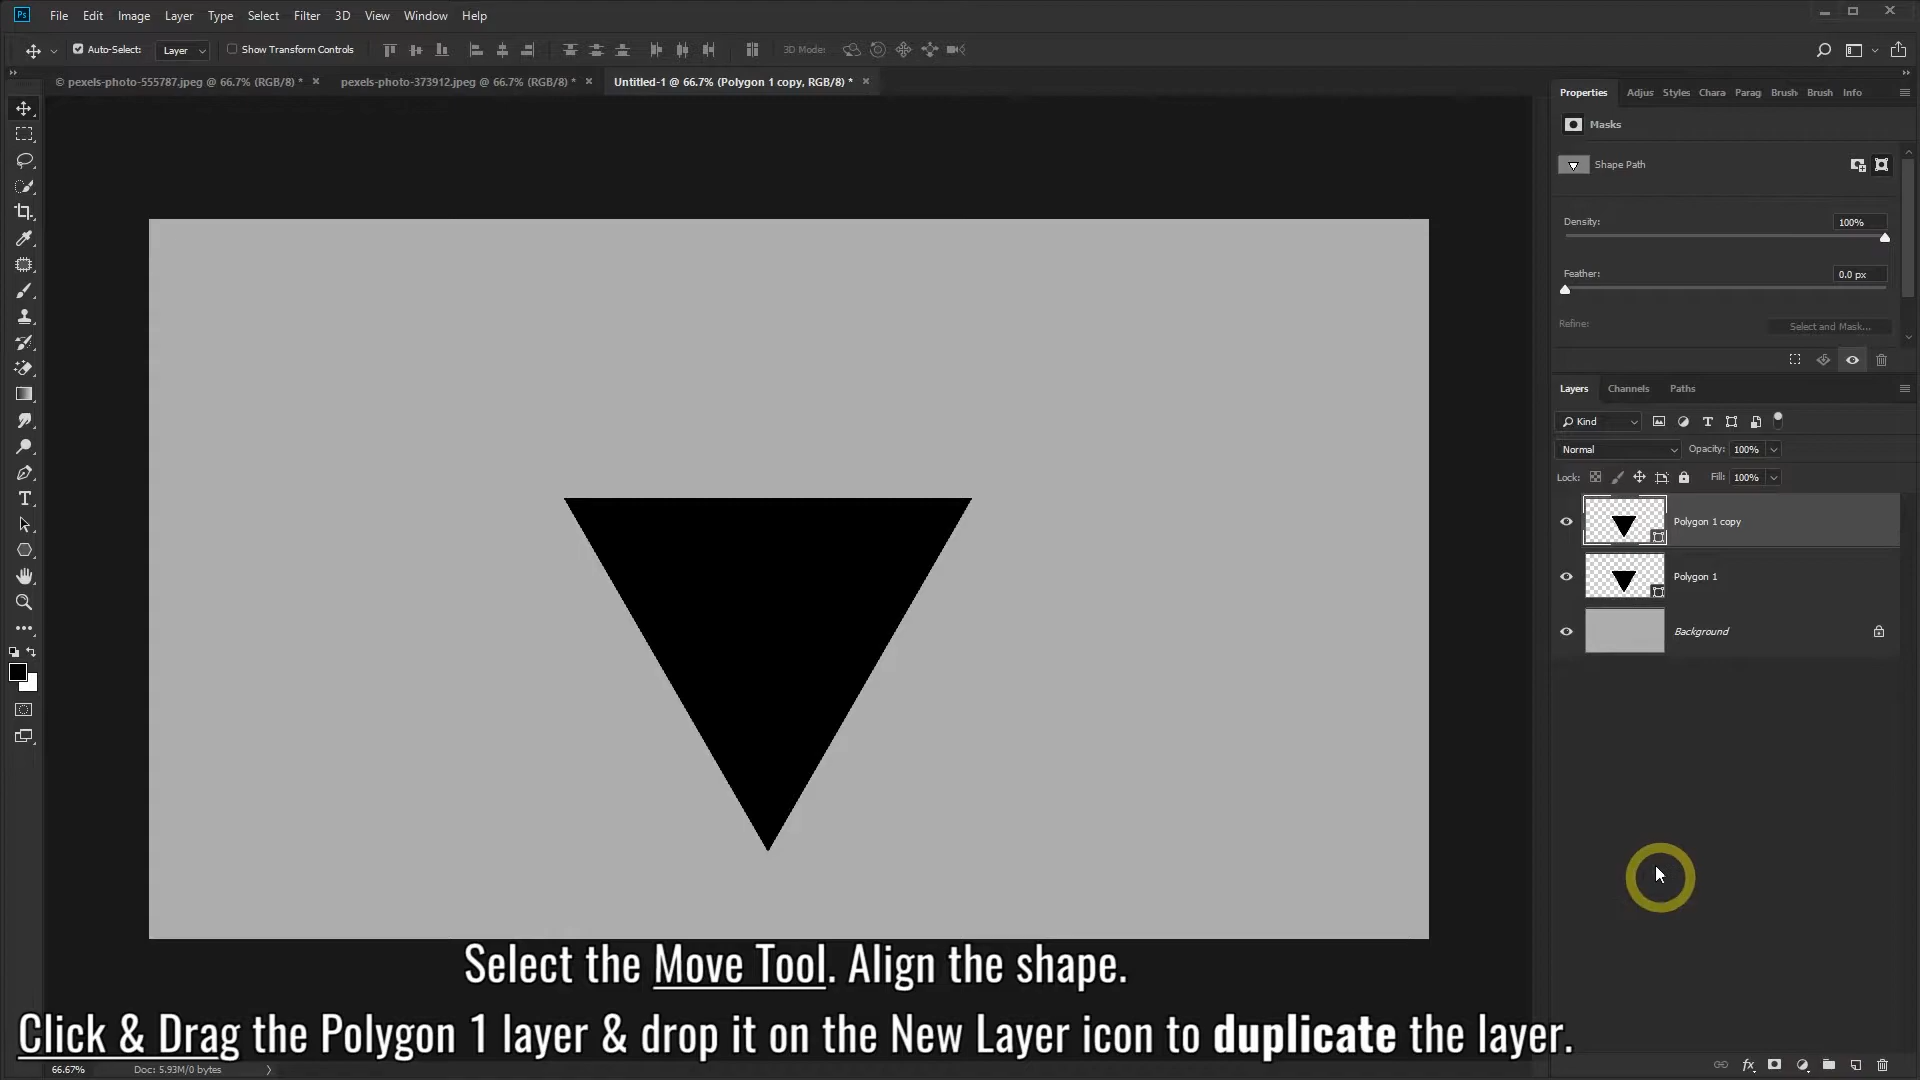 Ps File Edit Image Layer Type Select Filter 3D View Window Help
Auto-Select: Layer Show Transform Controls 3D Mode:
© pexels-photo-555787.jpeg @ 66.7% (RGB/8) * × pexels-photo-373912.jpeg @ 66.7% (RGB/8) * × Untitled-1 @ 66.7% (Polygon 1 copy, RGB/8) * ×
Properties Adjus Styles Chara Parag Brush Brush Info
Masks
Shape Path
Density: 100%
Feather: 0.0 px
Refine: Select and Mask...
Layers Channels Paths
Kind
Normal Opacity: 100%
Lock: Fill: 100%
Polygon 1 copy
Polygon 1
Background
Select the Move Tool. Align the shape.
Click & Drag the Polygon 1 layer & drop it on the New Layer icon to duplicate the layer.
66.67% Doc: 5.93M/0 bytes